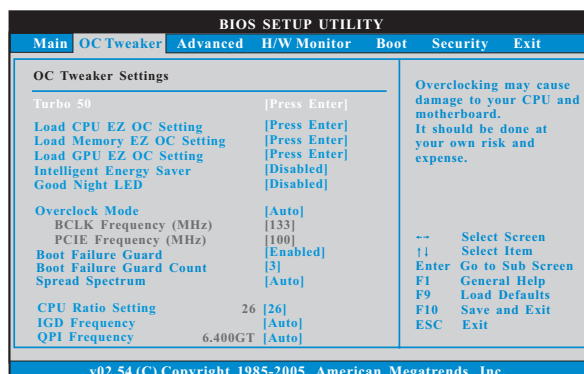 BIOS SETUP UTILITY
Main OC Tweaker Advanced H/W Monitor Boot Security Exit
OC Tweaker Settings
Turbo 50 [Press Enter]
Load CPU EZ OC Setting [Press Enter]
Load Memory EZ OC Setting [Press Enter]
Load GPU EZ OC Setting [Press Enter]
Intelligent Energy Saver [Disabled]
Good Night LED [Disabled]
Overclock Mode [Auto]
BCLK Frequency (MHz) [133]
PCIE Frequency (MHz) [100]
Boot Failure Guard [Enabled]
Boot Failure Guard Count [3]
Spread Spectrum [Auto]
CPU Ratio Setting 26 [26]
IGD Frequency [Auto]
QPI Frequency 6.400GT [Auto]
Overclocking may cause
damage to your CPU and
motherboard.
It should be done at
your own risk and
expense.
←→ Select Screen
↑↓ Select Item
Enter Go to Sub Screen
F1 General Help
F9 Load Defaults
F10 Save and Exit
ESC Exit
v02.54 (C) Copyright 1985-2005, American Megatrends, Inc.